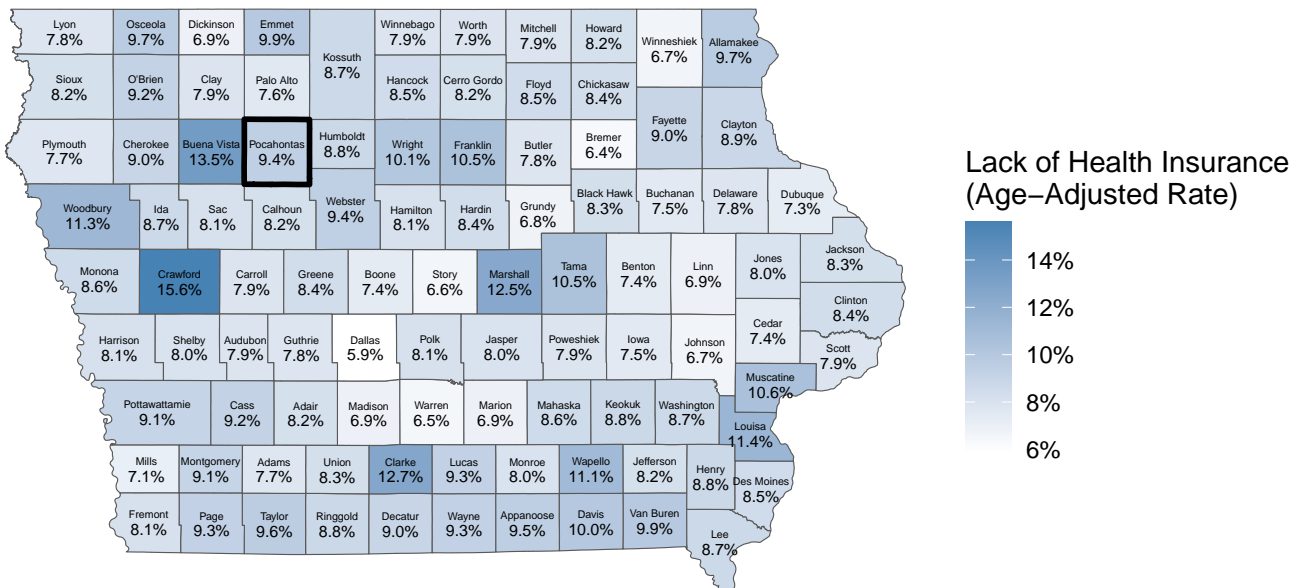 Lyon
7.8%
Osceola
9.7%
Dickinson
6.9%
Emmet
9.9%
Kossuth
8.7%
Winnebago
7.9%
Worth
7.9%
Mitchell
7.9%
Howard
8.2%
Winneshiek
6.7%
Allamakee
9.7%
Sioux
8.2%
O'Brien
9.2%
Clay
7.9%
Palo Alto
7.6%
Hancock
8.5%
Cerro Gordo
8.2%
Floyd
8.5%
Chickasaw
8.4%
Fayette
9.0%
Clayton
8.9%
Plymouth
7.7%
Cherokee
9.0%
Buena Vista
13.5%
Pocahontas
9.4%
Humboldt
8.8%
Wright
10.1%
Franklin
10.5%
Butler
7.8%
Bremer
6.4%
Woodbury
11.3%
Ida
8.7%
Sac
8.1%
Calhoun
8.2%
Webster
9.4%
Hamilton
8.1%
Hardin
8.4%
Grundy
6.8%
Black Hawk
8.3%
Buchanan
7.5%
Delaware
7.8%
Dubuque
7.3%
Monona
8.6%
Crawford
15.6%
Carroll
7.9%
Greene
8.4%
Boone
7.4%
Story
6.6%
Marshall
12.5%
Tama
10.5%
Benton
7.4%
Linn
6.9%
Jones
8.0%
Jackson
8.3%
Clinton
8.4%
Harrison
8.1%
Shelby
8.0%
Audubon
7.9%
Guthrie
7.8%
Dallas
5.9%
Polk
8.1%
Jasper
8.0%
Poweshiek
7.9%
Iowa
7.5%
Johnson
6.7%
Cedar
7.4%
Scott
7.9%
Muscatine
10.6%
Pottawattamie
9.1%
Cass
9.2%
Adair
8.2%
Madison
6.9%
Warren
6.5%
Marion
6.9%
Mahaska
8.6%
Keokuk
8.8%
Washington
8.7%
Louisa
11.4%
Mills
7.1%
Montgomery
9.1%
Adams
7.7%
Union
8.3%
Clarke
12.7%
Lucas
9.3%
Monroe
8.0%
Wapello
11.1%
Jefferson
8.2%
Henry
8.8%
Des Moines
8.5%
Fremont
8.1%
Page
9.3%
Taylor
9.6%
Ringgold
8.8%
Decatur
9.0%
Wayne
9.3%
Appanoose
9.5%
Davis
10.0%
Van Buren
9.9%
Lee
8.7%
Lack of Health Insurance
(Age−Adjusted Rate)
14%
12%
10%
8%
6%